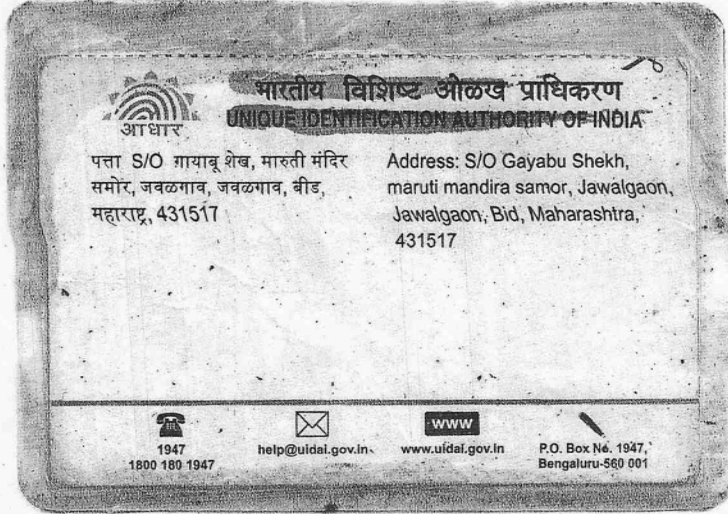 भारतीय विशिष्ट ओळख प्राधिकरण
UNIQUE IDENTIFICATION AUTHORITY OF INDIA
आधार
पत्ता S/O गायाबू शेख, मारुती मंदिर
समोर, जवळगाव, जवळगाव, बीड,
महाराष्ट्र, 431517
Address: S/O Gayabu Shekh,
maruti mandira samor, Jawalgaon,
Jawalgaon, Bid, Maharashtra,
431517
1947
1800 180 1947
help@uidai.gov.in
WWW
www.uidai.gov.in
P.O. Box No. 1947,
Bengaluru-560 001